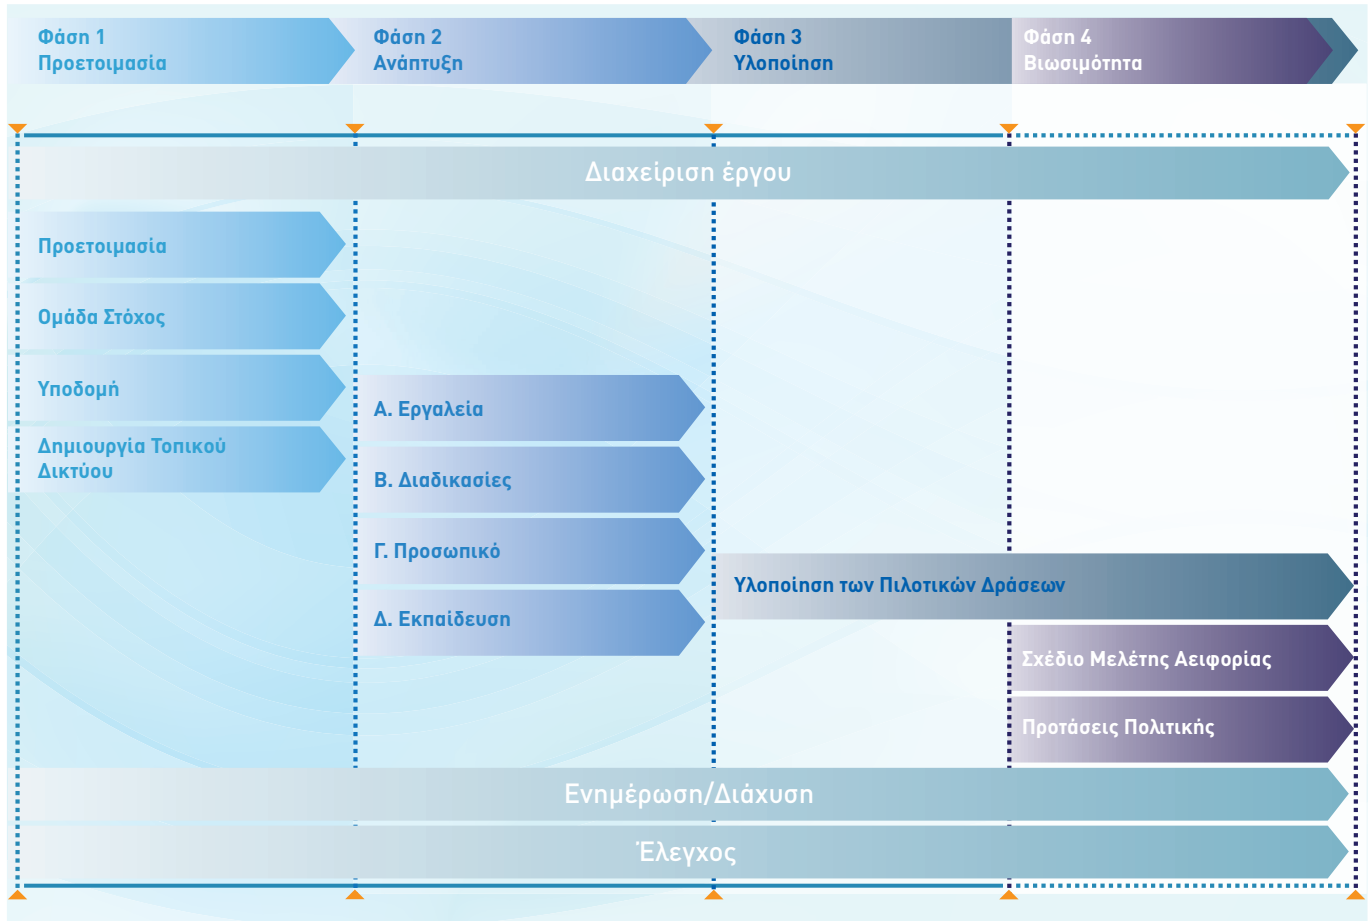 Φάση 1
Προετοιμασία
Φάση 2
Ανάπτυξη
Φάση 3
Υλοποίηση
Φάση 4
Βιωσιμότητα
Διαχείριση έργου
Προετοιμασία
Ομάδα Στόχος
Υποδομή
Δημιουργία Τοπικού
Δικτύου
Α. Εργαλεία
Β. Διαδικασίες
Γ. Προσωπικό
Δ. Εκπαίδευση
Υλοποίηση των Πιλοτικών Δράσεων
Σχέδιο Μελέτης Αειφορίας
Προτάσεις Πολιτικής
Ενημέρωση/Διάχυση
Έλεγχος